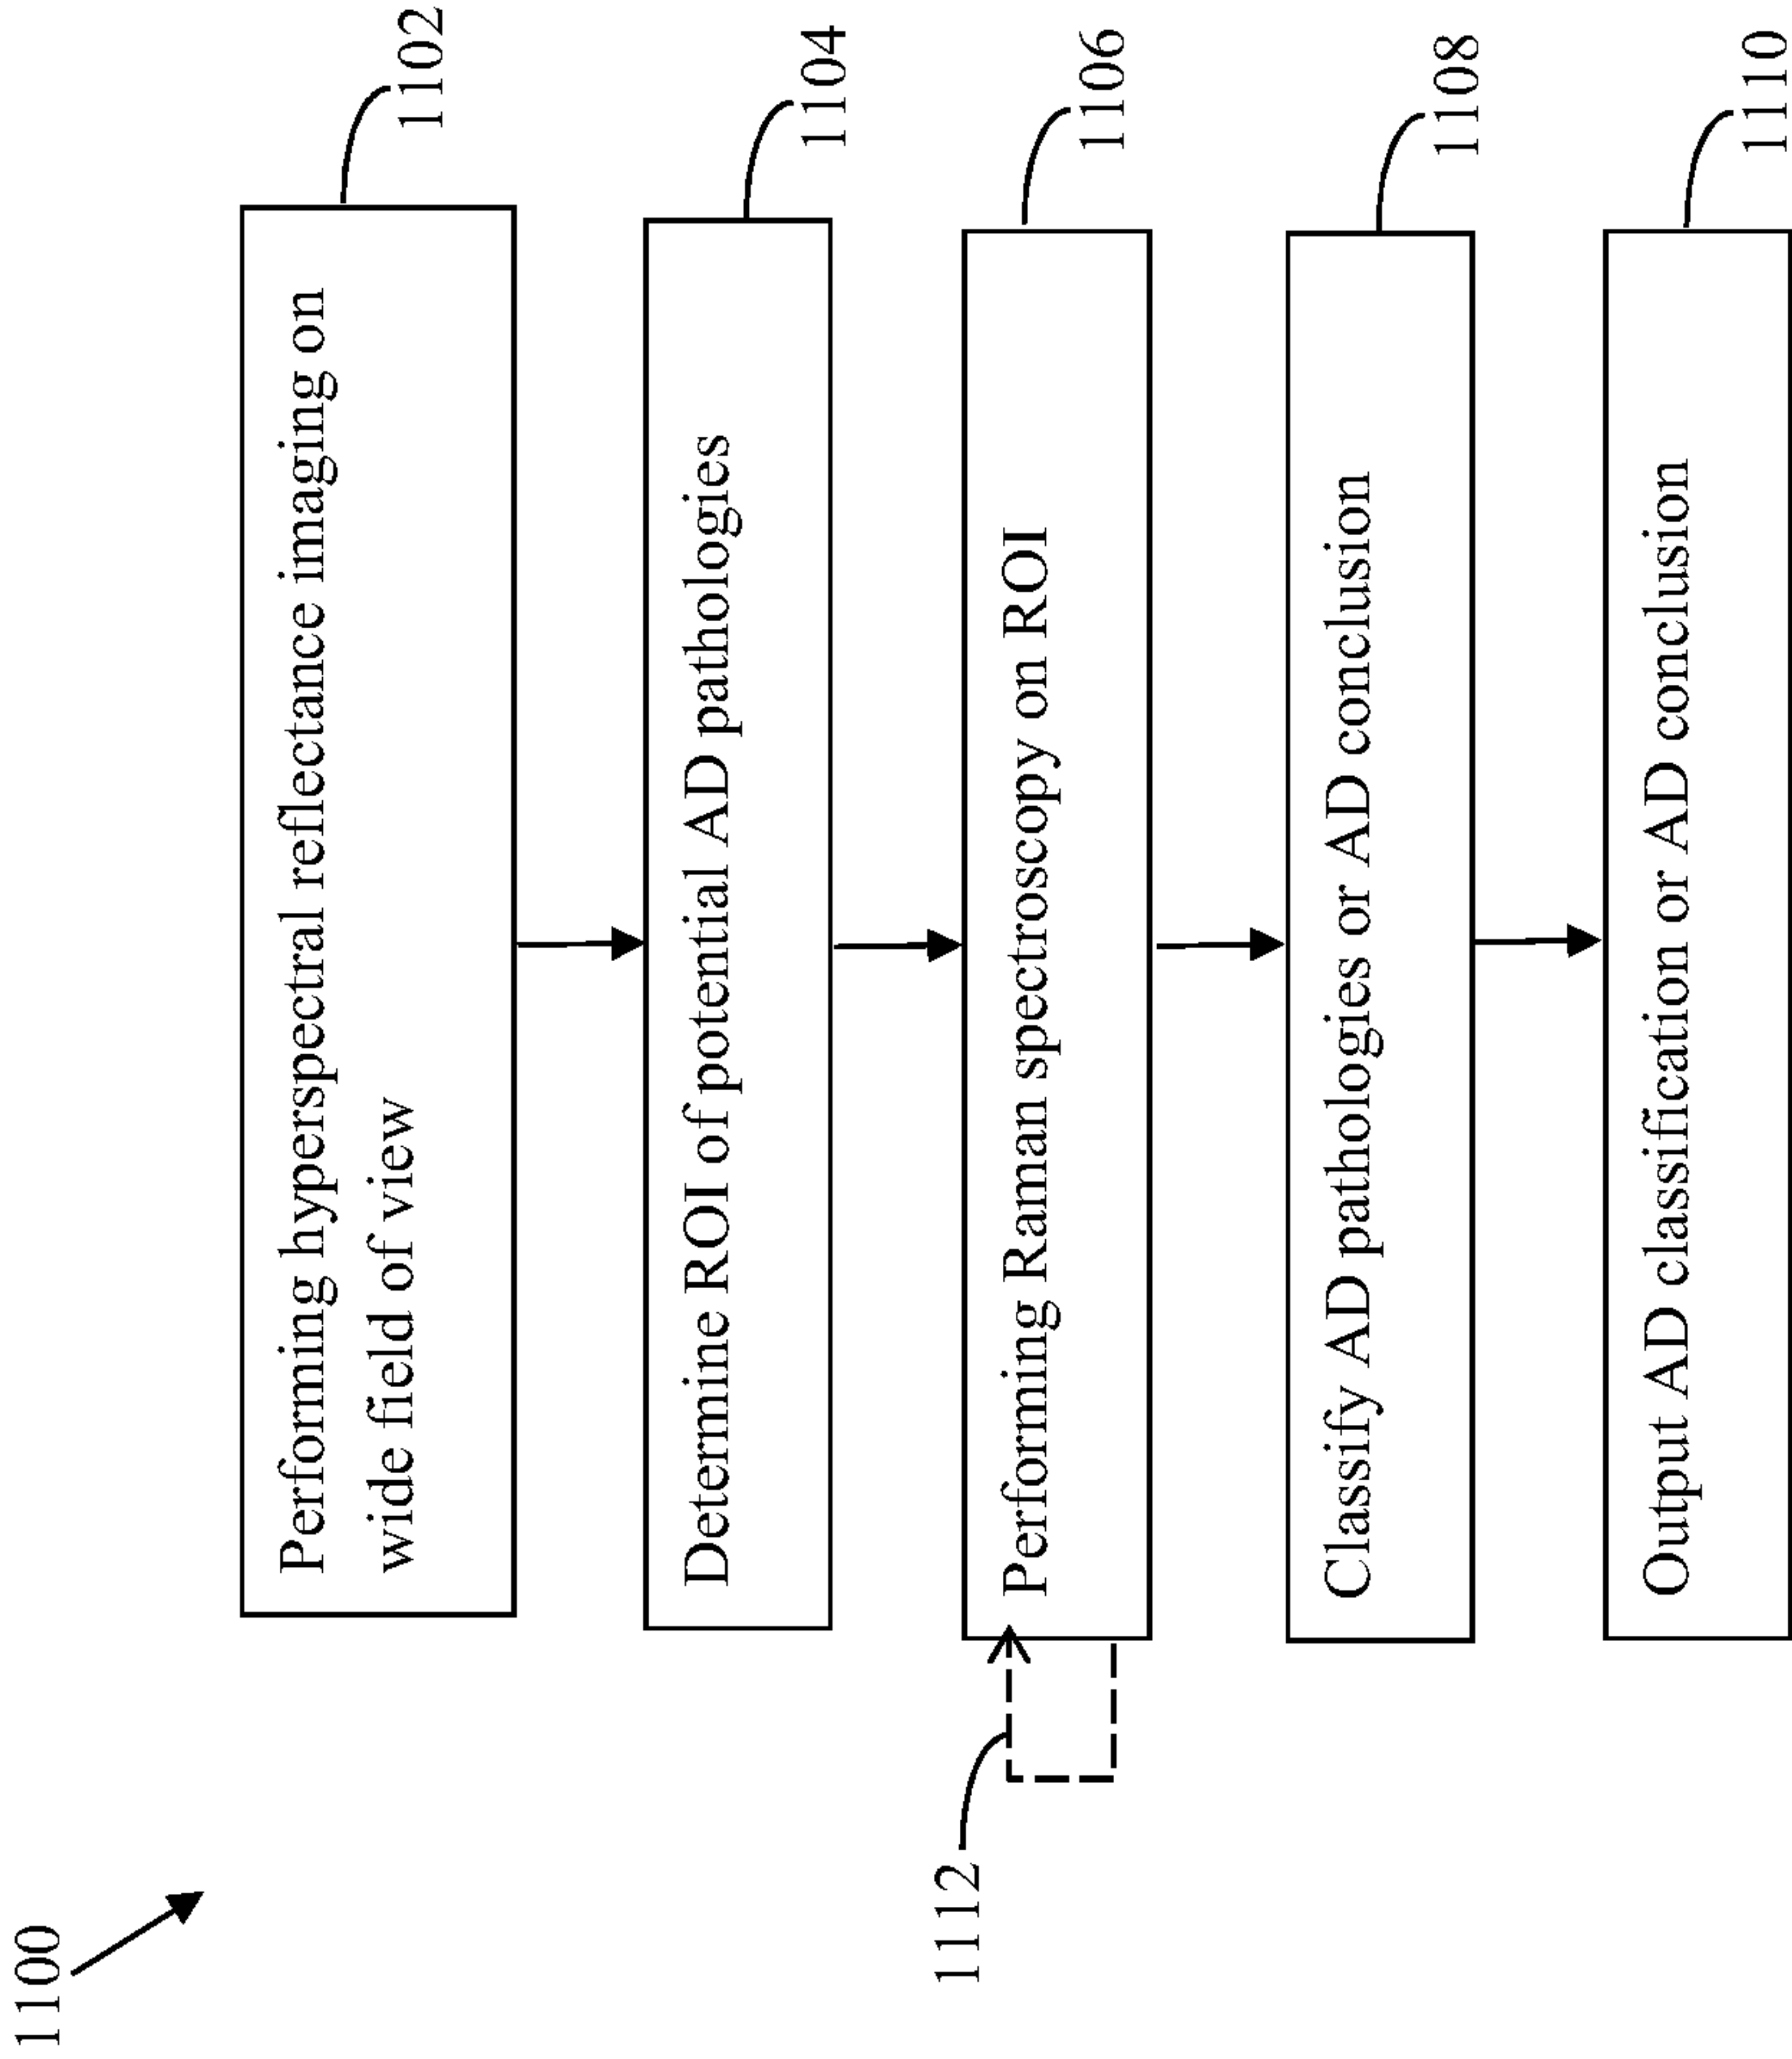 1100
Performing hyperspectral reflectance imaging on
wide field of view
1102
Determine ROI of potential AD pathologies
1104
1112
Performing Raman spectroscopy on ROI
1106
Classify AD pathologies or AD conclusion
1108
Output AD classification or AD conclusion
1110